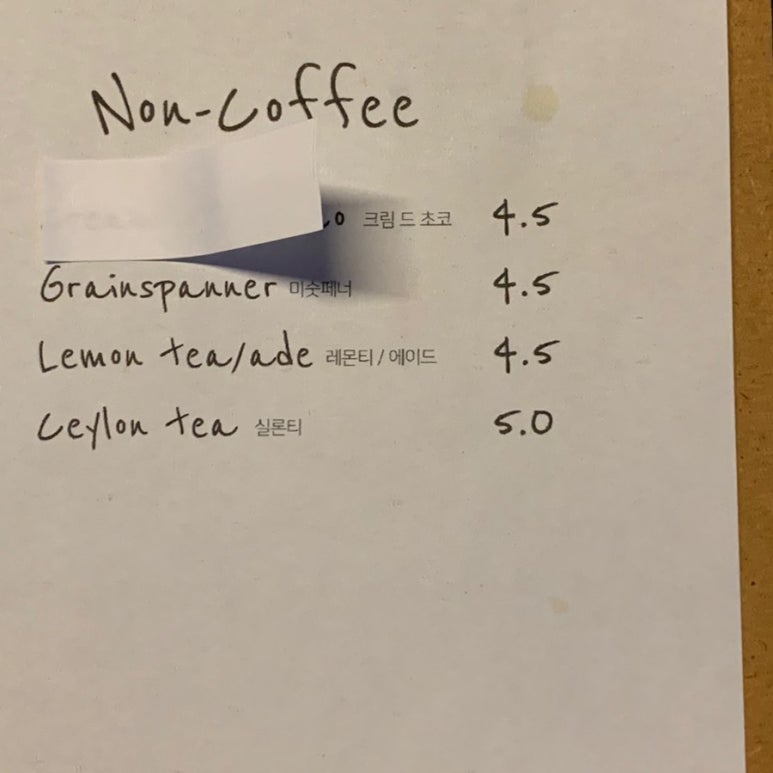 Non-Coffee
크림 드 초코 4.5
Grainspanner 미숫페너 4.5
Lemon tea/ade 레몬티 / 에이드 4.5
Ceylon tea 실론티 5.0